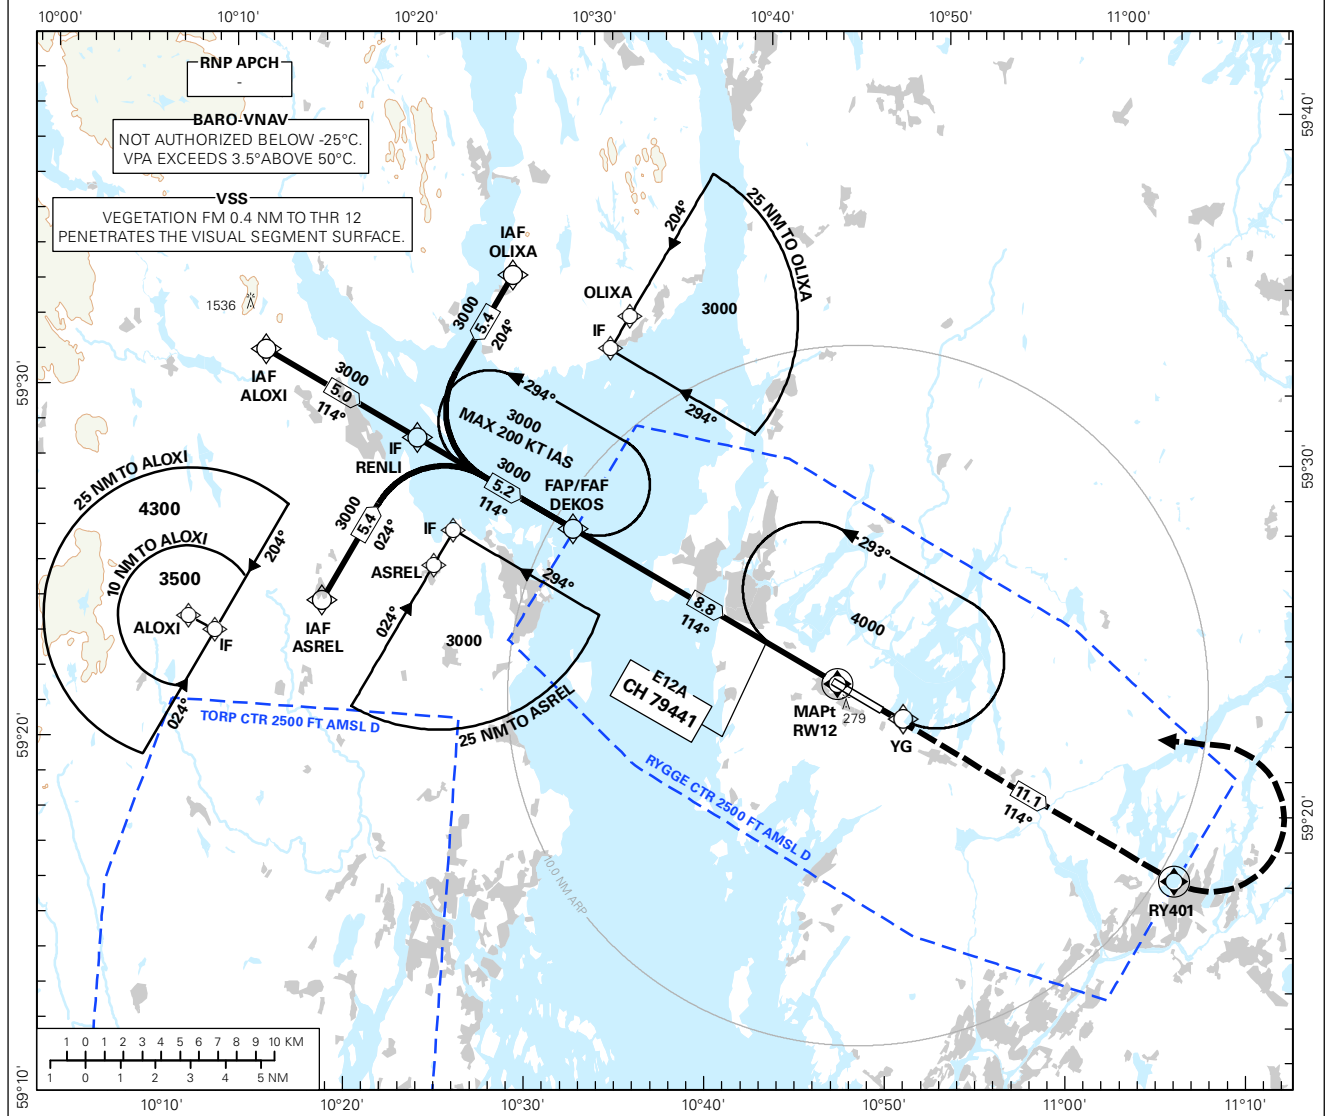 10°00' 10°10' 10°20' 10°30' 10°40' 10°50' 11°00'
RNP APCH
-
BARO-VNAV
NOT AUTHORIZED BELOW -25°C.
VPA EXCEEDS 3.5°ABOVE 50°C.
VSS
VEGETATION FM 0.4 NM TO THR 12
PENETRATES THE VISUAL SEGMENT SURFACE.
59°40'
59°30'
59°30'
59°20'
59°20'
59°10'
1536
IAF
OLIXA
3000
5.4
204°
IAF
ALOXI
3000
5.0
114°
IF
RENLI
294°
3000
MAX 200 KT IAS
3000
5.2
114°
FAP/FAF
DEKOS
204°
25 NM TO OLIXA
OLIXA
IF
3000
294°
25 NM TO ALOXI
4300
10 NM TO ALOXI
3500
204°
ALOXI
IF
024°
3000
5.4
024°
IAF
ASREL
IF
ASREL
294°
024°
3000
25 NM TO ASREL
8.8
114°
293°
4000
E12A
CH 79441
MAPt
RW12
279
YG
11.1
114°
RY401
TORP CTR 2500 FT AMSL D
RYGGE CTR 2500 FT AMSL D
10.0 NM ARP
1 0 1 2 3 4 5 6 7 8 9 10 KM
1 0 1 2 3 4 5 NM
10°10' 10°20' 10°30' 10°40' 10°50' 11°00' 11°10'